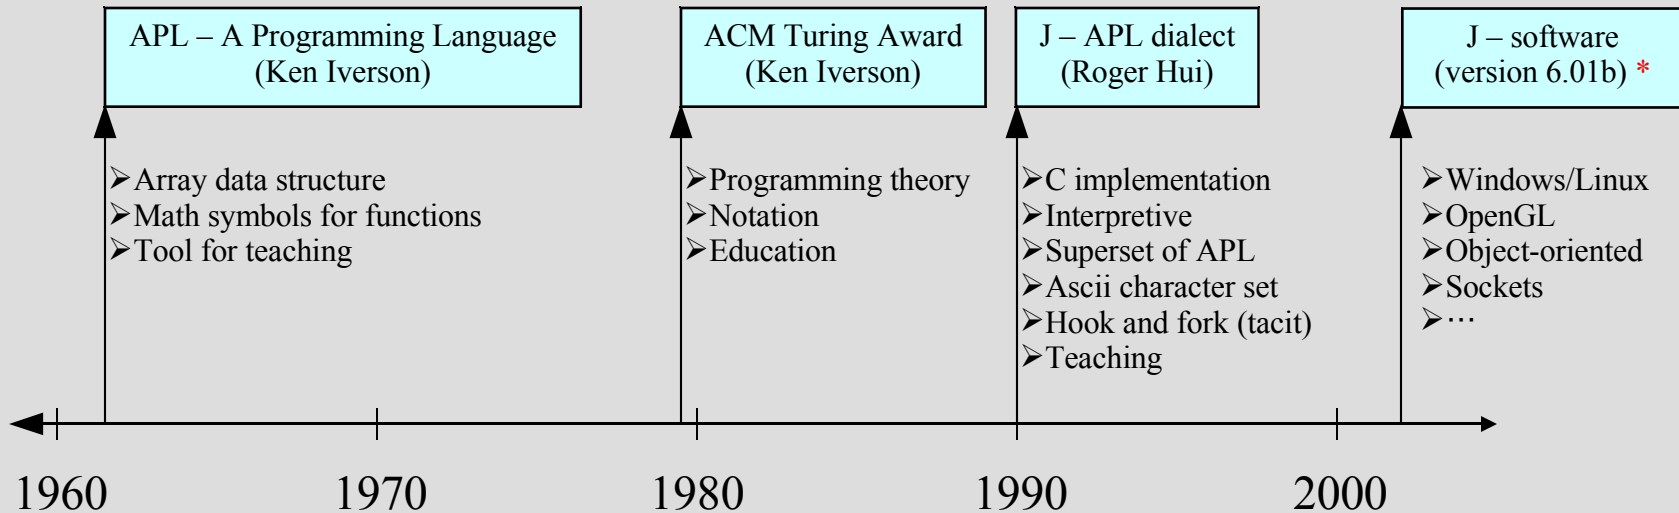 APL – A Programming Language
(Ken Iverson)
ACM Turing Award
(Ken Iverson)
J – APL dialect
(Roger Hui)
J – software
(version 6.01b) *
➢Array data structure
➢Math symbols for functions
➢Tool for teaching
➢Programming theory
➢Notation
➢Education
➢C implementation
➢Interpretive
➢Superset of APL
➢Ascii character set
➢Hook and fork (tacit)
➢Teaching
➢Windows/Linux
➢OpenGL
➢Object-oriented
➢Sockets
➢⋯
1960 1970 1980 1990 2000